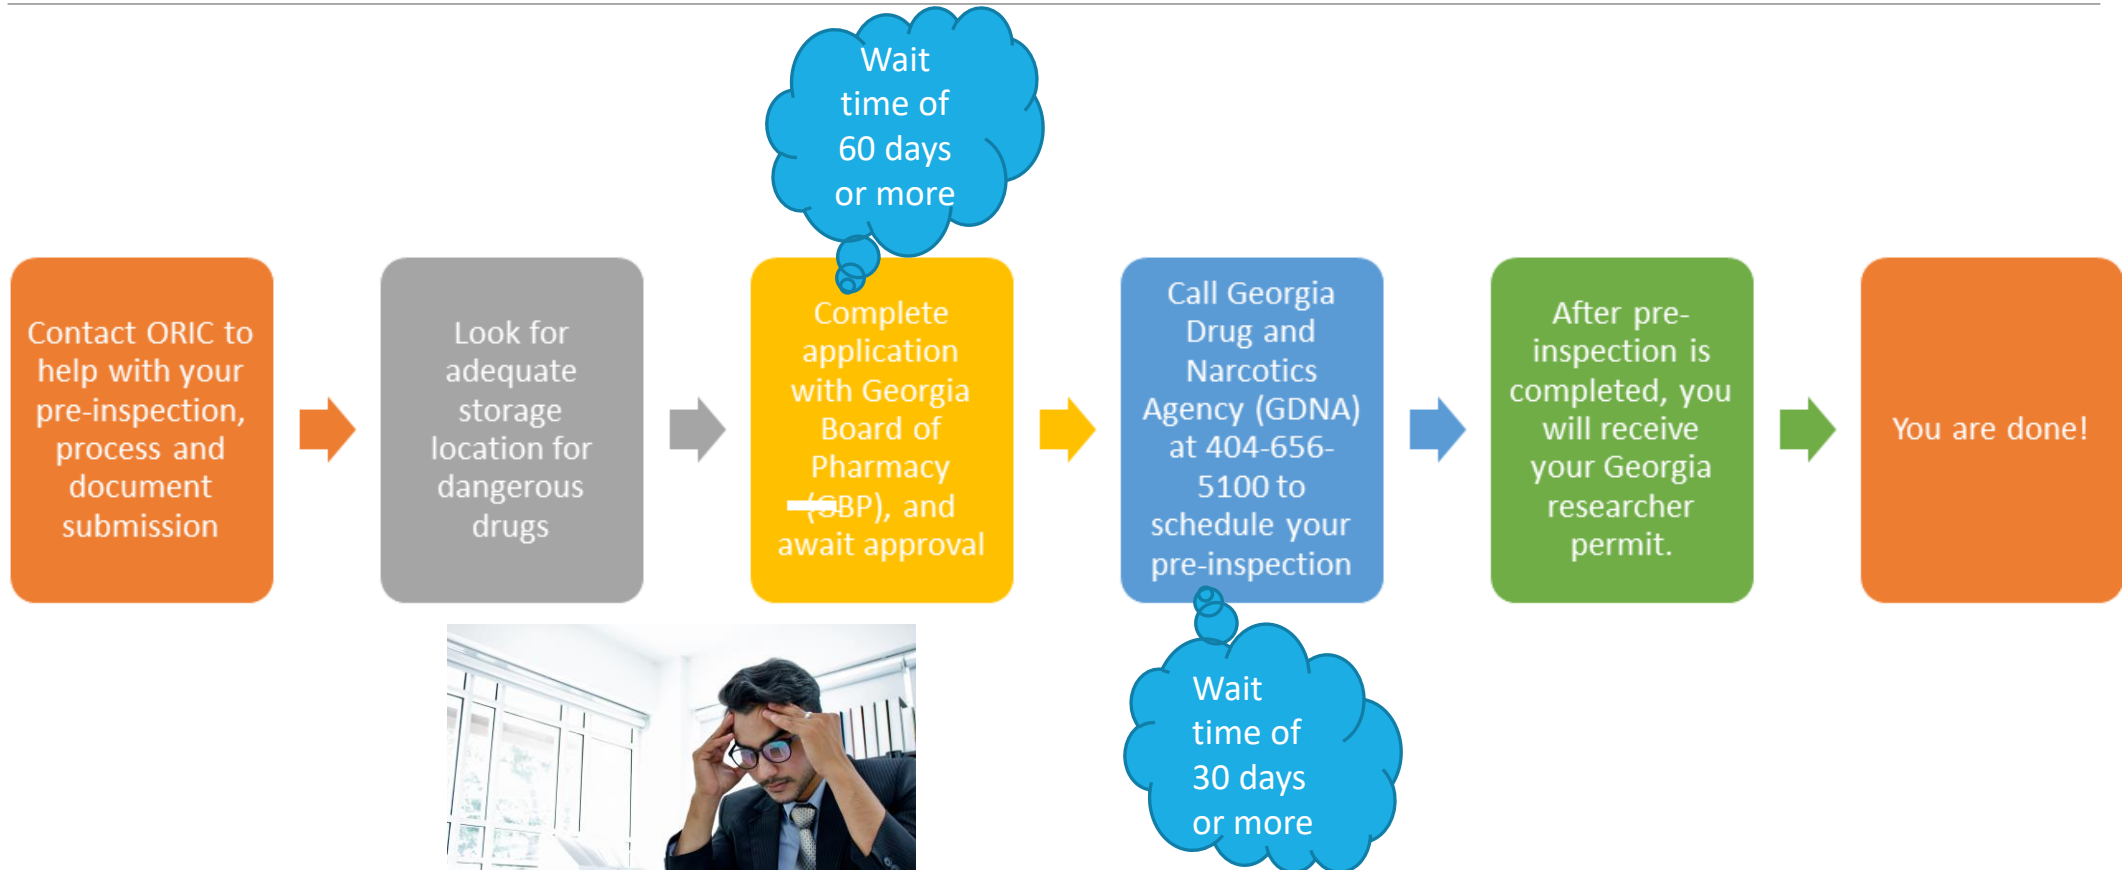 Wait
time of
60 days
or more
Contact ORIC to
help with your
pre-inspection,
process and
document
submission
Look for
adequate
storage
location for
dangerous
drugs
Complete
application
with Georgia
Board of
Pharmacy
(GBP), and
await approval
Call Georgia
Drug and
Narcotics
Agency (GDNA)
at 404-656-
5100 to
schedule your
pre-inspection
After pre-
inspection is
completed, you
will receive
your Georgia
researcher
permit.
You are done!
Wait
time of
30 days
or more